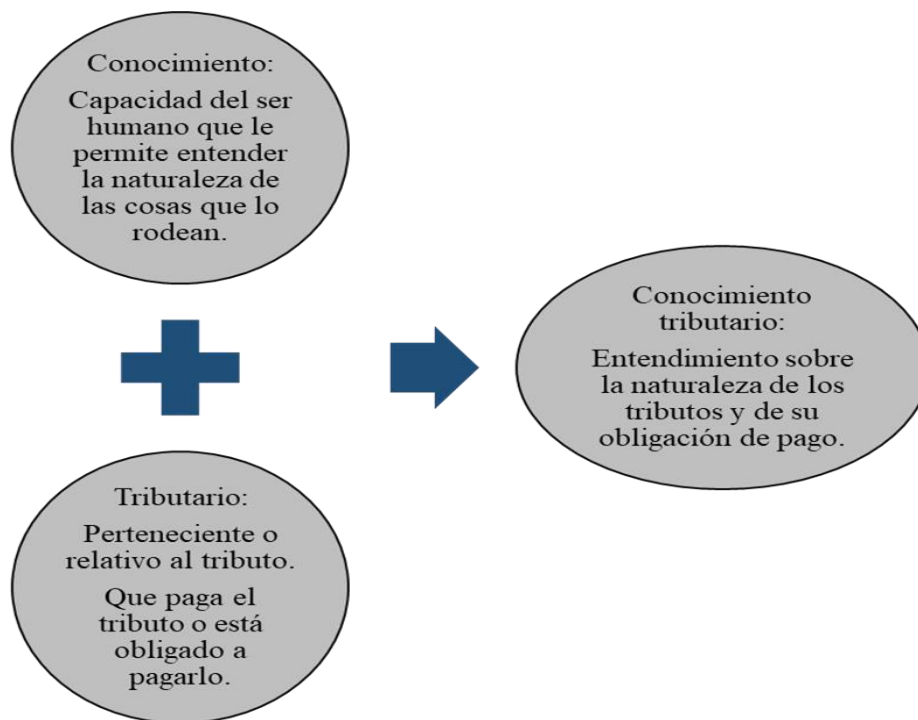 Conocimiento:
Capacidad del ser
humano que le
permite entender
la naturaleza de
las cosas que lo
rodean.
Tributario:
Perteneciente o
relativo al tributo.
Que paga el
tributo o está
obligado a
pagarlo.
Conocimiento
tributario:
Entendimiento sobre
la naturaleza de los
tributos y de su
obligación de pago.